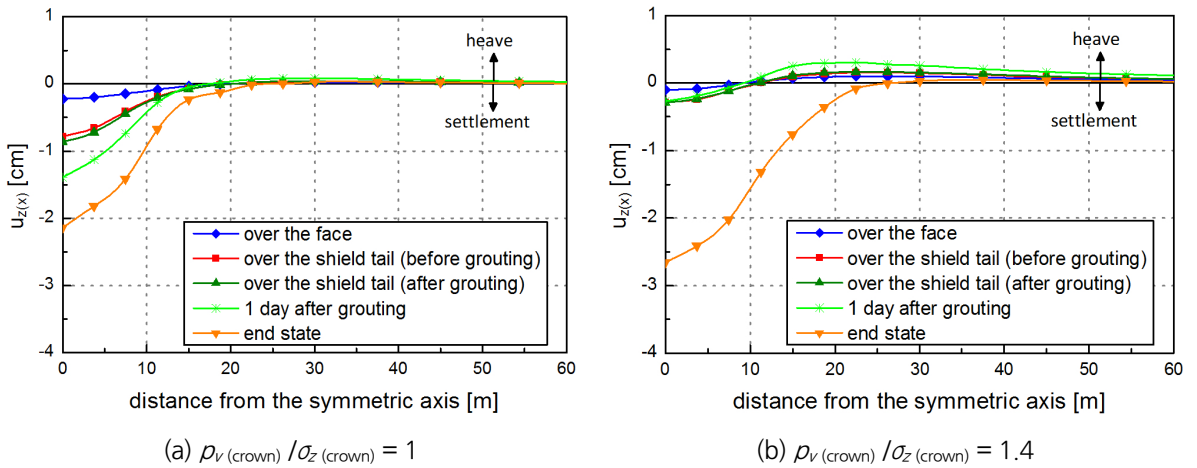 1
0
-1
-2
-3
-4
u_z(x) [cm]
heave
settlement
over the face
over the shield tail (before grouting)
over the shield tail (after grouting)
1 day after grouting
end state
0 10 20 30 40 50 60
distance from the symmetric axis [m]
(a) p_v (crown) /σ_z (crown) = 1
1
0
-1
-2
-3
-4
u_z(x) [cm]
heave
settlement
over the face
over the shield tail (before grouting)
over the shield tail (after grouting)
1 day after grouting
end state
0 10 20 30 40 50 60
distance from the symmetric axis [m]
(b) p_v (crown) /σ_z (crown) = 1.4